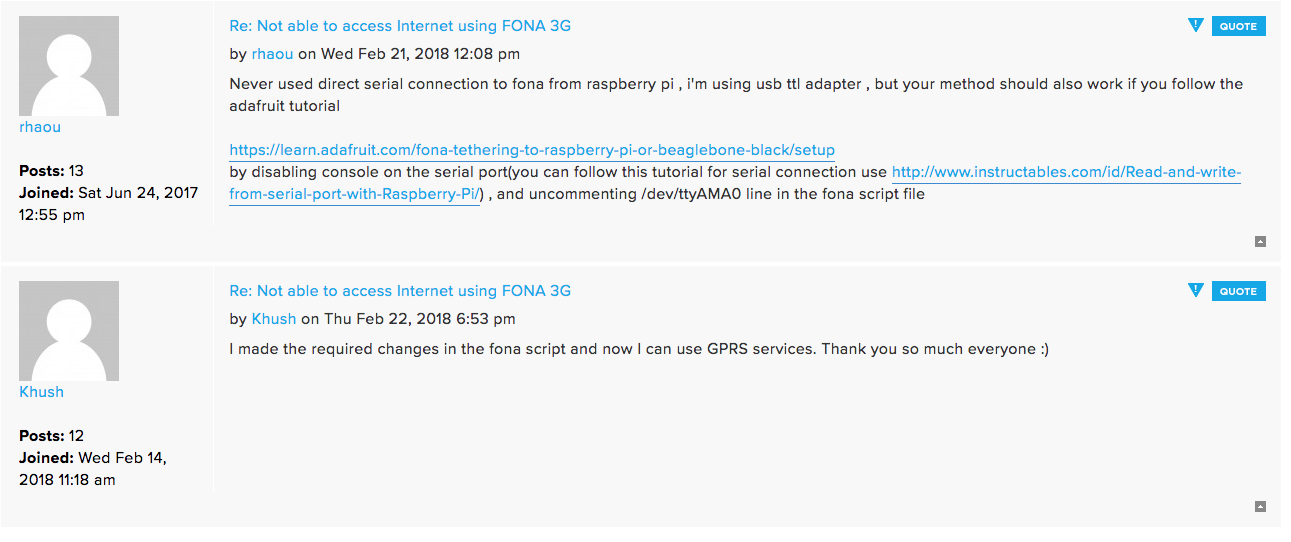 Re: Not able to access Internet using FONA 3G
QUOTE
by rhaou on Wed Feb 21, 2018 12:08 pm
Never used direct serial connection to fona from raspberry pi , i'm using usb ttl adapter , but your method should also work if you follow the
adafruit tutorial
https://learn.adafruit.com/fona-tethering-to-raspberry-pi-or-beaglebone-black/setup
by disabling console on the serial port(you can follow this tutorial for serial connection use http://www.instructables.com/id/Read-and-write-
from-serial-port-with-Raspberry-Pi/) , and uncommenting /dev/ttyAMA0 line in the fona script file
rhaou
Posts: 13
Joined: Sat Jun 24, 2017
12:55 pm
Re: Not able to access Internet using FONA 3G
QUOTE
by Khush on Thu Feb 22, 2018 6:53 pm
I made the required changes in the fona script and now I can use GPRS services. Thank you so much everyone :)
Khush
Posts: 12
Joined: Wed Feb 14,
2018 11:18 am